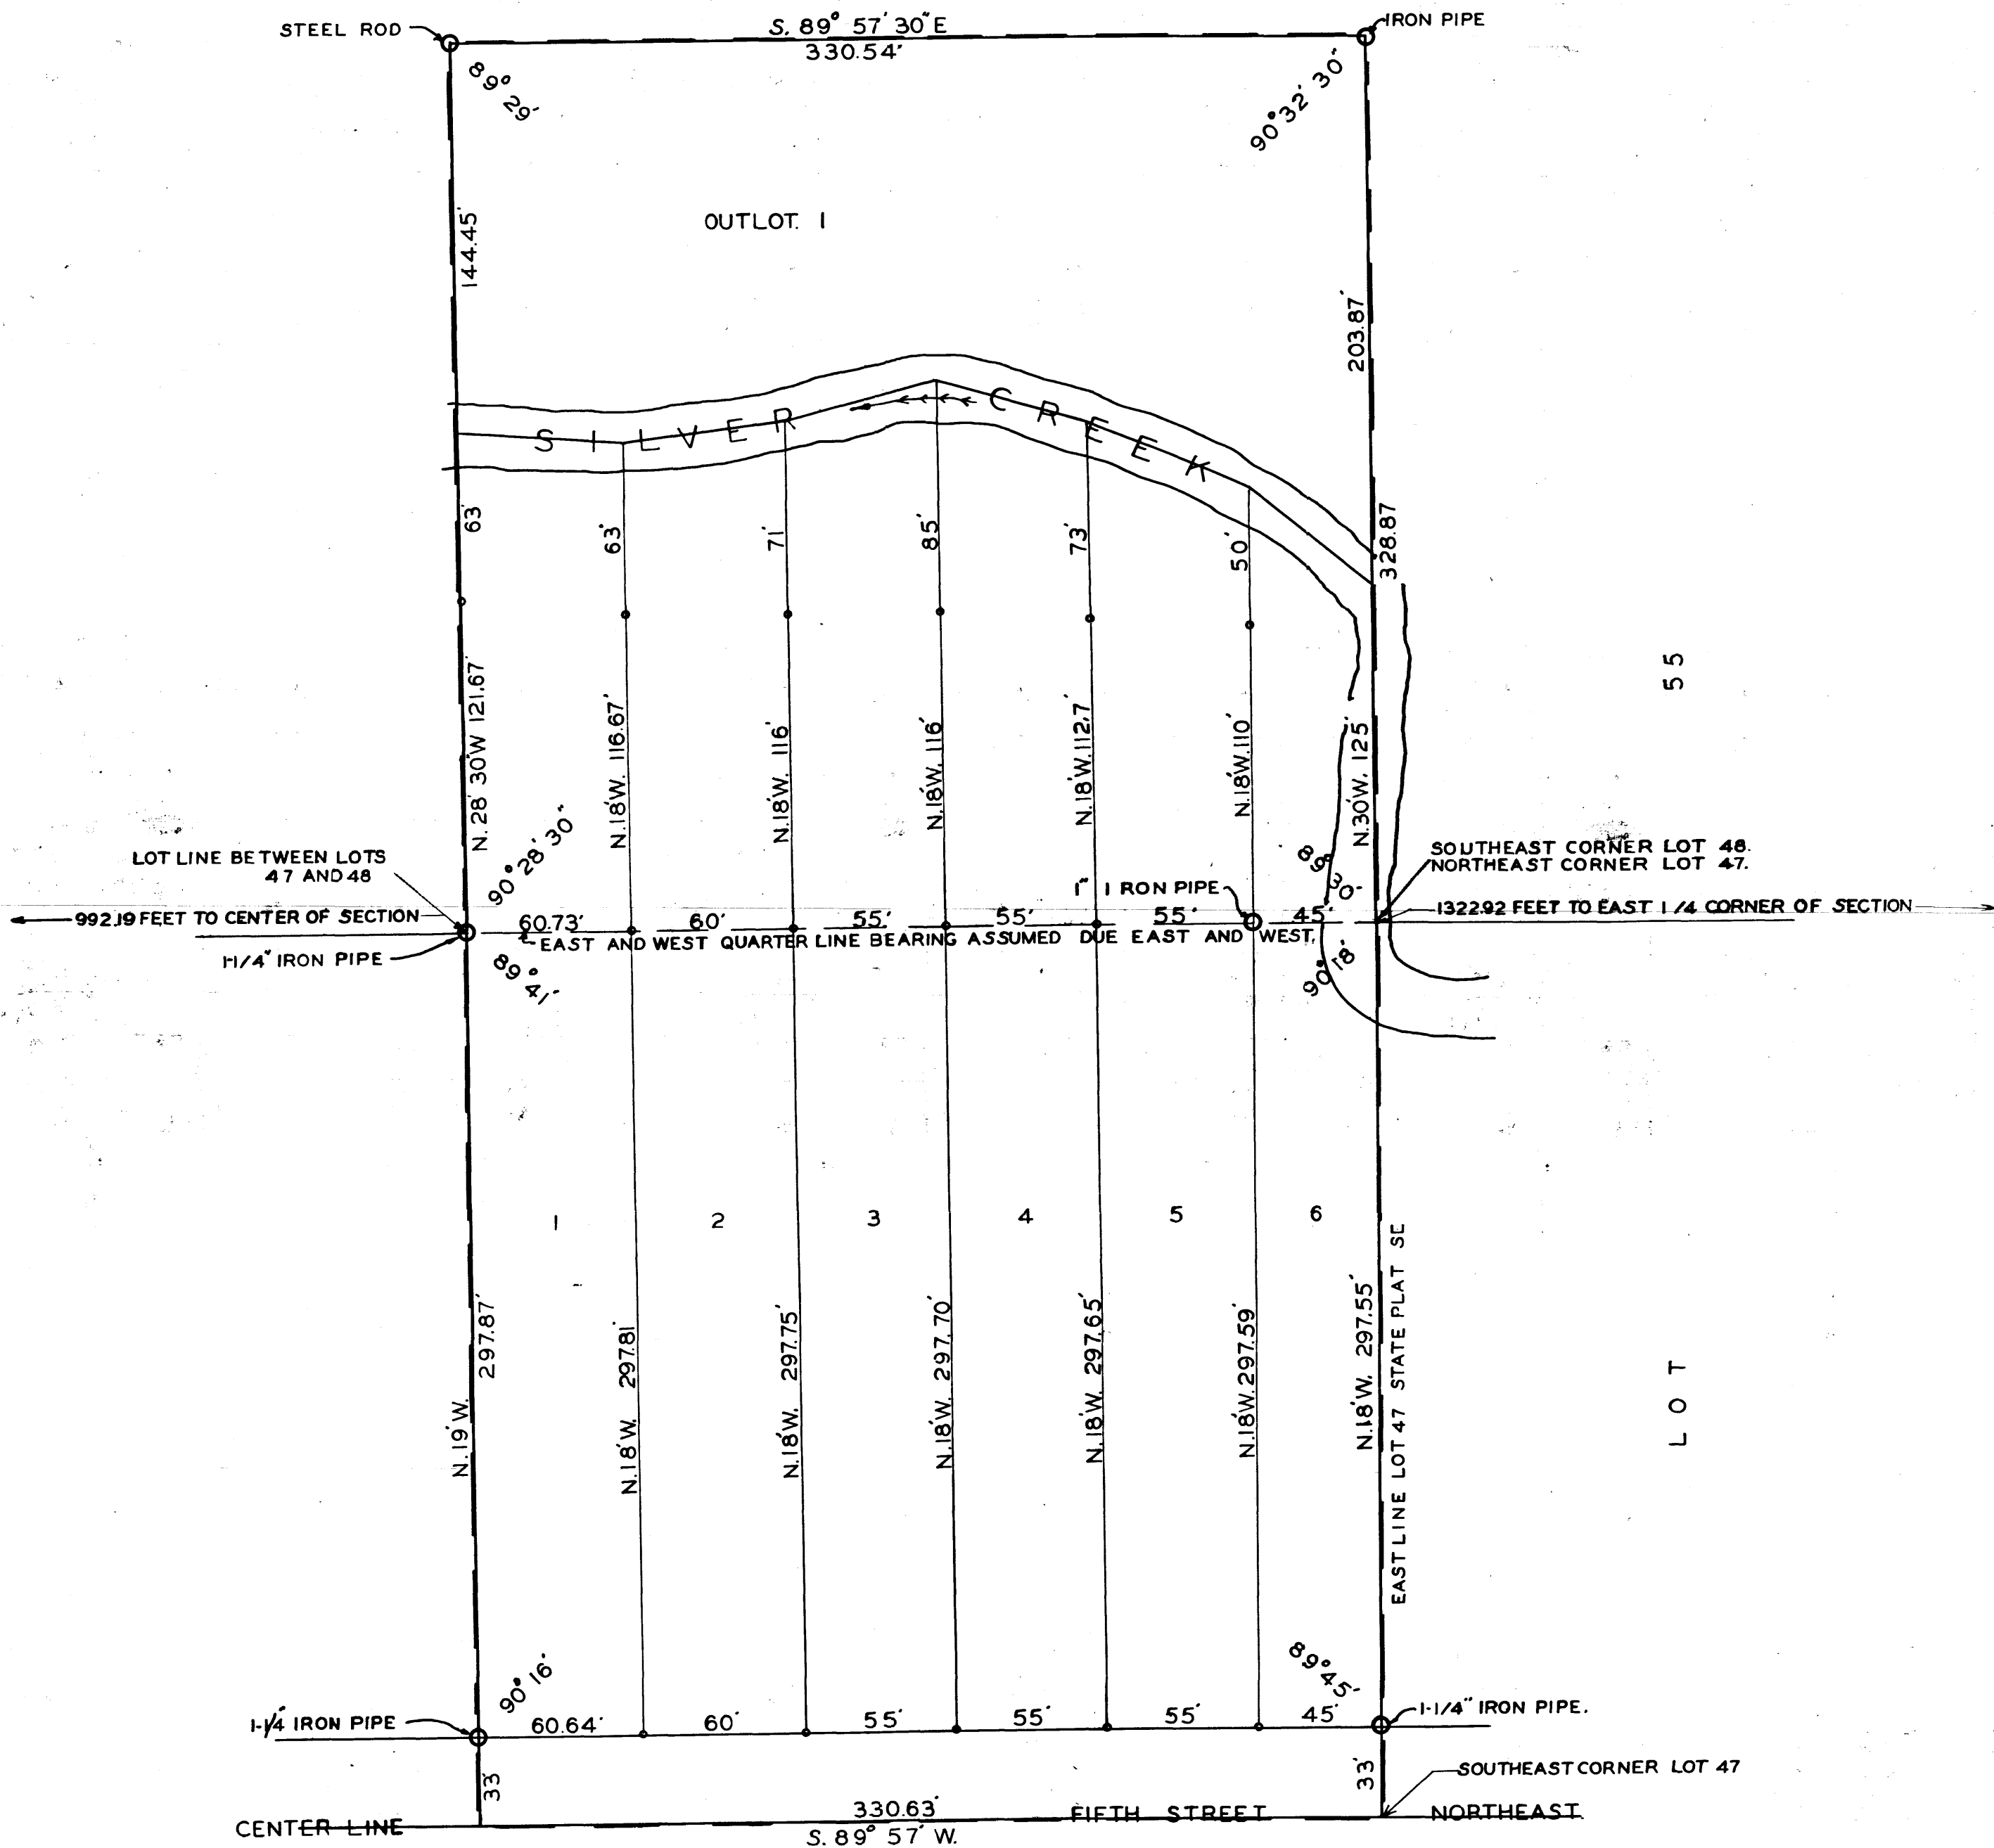 STEEL ROD
S. 89° 57' 30" E
IRON PIPE
330.54'
89° 29'
90° 32' 30"
OUTLOT. 1
144.45'
203.87'
SILVER CREEK
63'
63'
71'
85'
73'
50'
328.87
N. 28' 30"W 121.67'
N.18'W. 116.67'
N.18'W. 116'
N.18'W. 116'
N.18'W. 112.7'
N.18'W. 110'
N.30'W. 125'
55
LOT LINE BETWEEN LOTS
47 AND 48
90° 28' 30"
89° 30'
SOUTHEAST CORNER LOT 48.
NORTHEAST CORNER LOT 47.
1" IRON PIPE
992.19 FEET TO CENTER OF SECTION
60.73' 60' 55' 55' 55' 45'
1322.92 FEET TO EAST 1/4 CORNER OF SECTION
EAST AND WEST QUARTER LINE BEARING ASSUMED DUE EAST AND WEST.
1-1/4" IRON PIPE
89° 41'
90° 18'
1 2 3 4 5 6
N.19'W. 297.87'
N.18'W. 297.81'
N.18'W. 297.75'
N.18'W. 297.70'
N.18'W. 297.65'
N.18'W. 297.59'
N.18'W. 297.55'
EAST LINE LOT 47 STATE PLAT SE
LOT
90° 16'
89° 45'
1-1/4" IRON PIPE
60.64' 60' 55' 55' 55' 45'
1-1/4" IRON PIPE.
33'
33'
SOUTHEAST CORNER LOT 47
CENTER LINE 330.63' FIFTH STREET NORTHEAST
S. 89° 57' W.